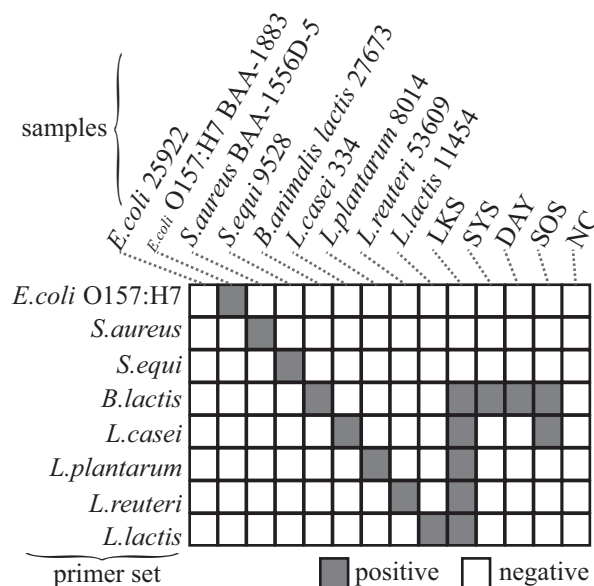 samples
E.coli 25922
E.coli O157:H7 BAA-1883
S.aureus BAA-1556D-5
S.equi 9528
B.animalis lactis 27673
L.casei 334
L.plantarum 8014
L.reuteri 53609
L.lactis 11454
LKS
SYS
DAY
SOS
NC
E.coli O157:H7
S.aureus
S.equi
B.lactis
L.casei
L.plantarum
L.reuteri
L.lactis
primer set
positive
negative